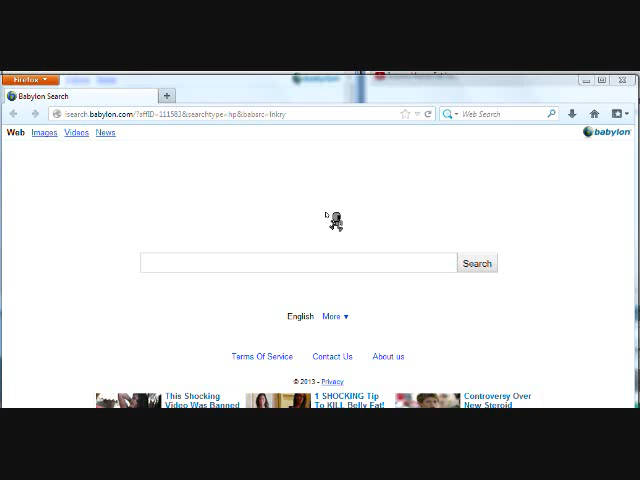 Firefox
Babylon Search
isearch.babylon.com/?affID=111583&searchtype=hp&babsrc=lnkry
Web Search
Web Images Videos News
babylon
Search
English More
Terms Of Service Contact Us About us
© 2013 - Privacy
This Shocking
Video Was Banned
1 SHOCKING Tip
To KILL Belly Fat!
Controversy Over
New Steroid